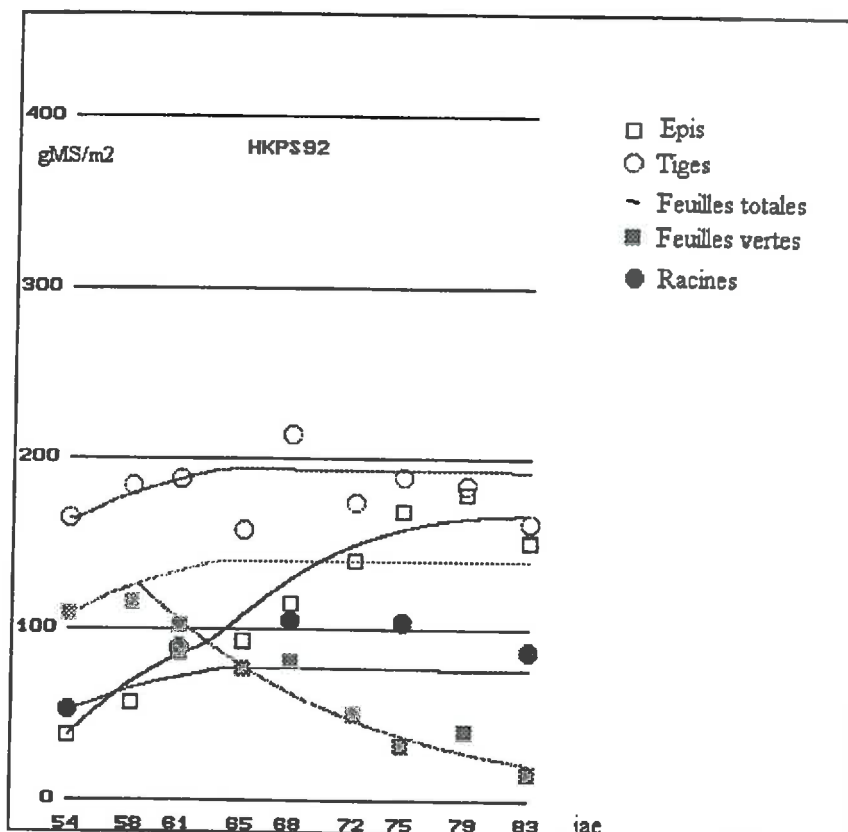 400
gMS/m2
HKPS92
Epis
Tiges
Feuilles totales
Feuilles vertes
Racines
300
200
100
0
54 58 61 65 68 72 75 79 83 jae